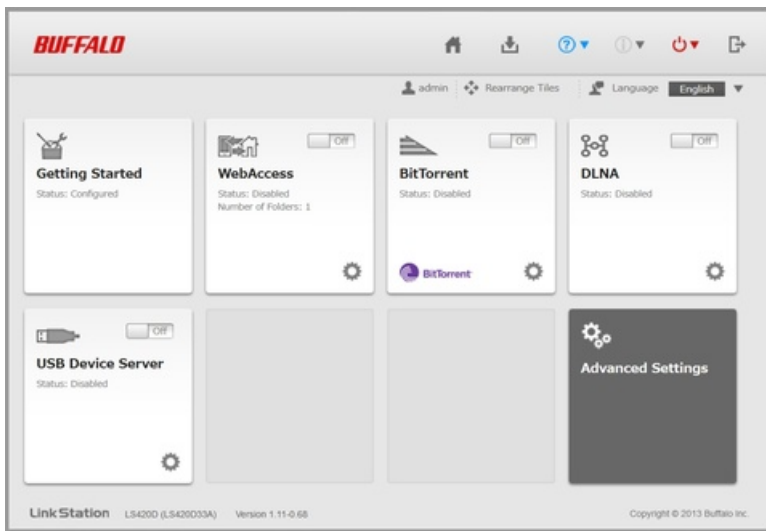 BUFFALO
admin Rearrange Tiles Language English
Getting Started
Status: Configured
Off
WebAccess
Status: Disabled
Number of Folders: 1
Off
BitTorrent
Status: Disabled
BitTorrent
Off
DLNA
Status: Disabled
Off
USB Device Server
Status: Disabled
Advanced Settings
LinkStation LS420D (LS420D33A) Version 1.11-0.68 Copyright © 2013 Buffalo Inc.